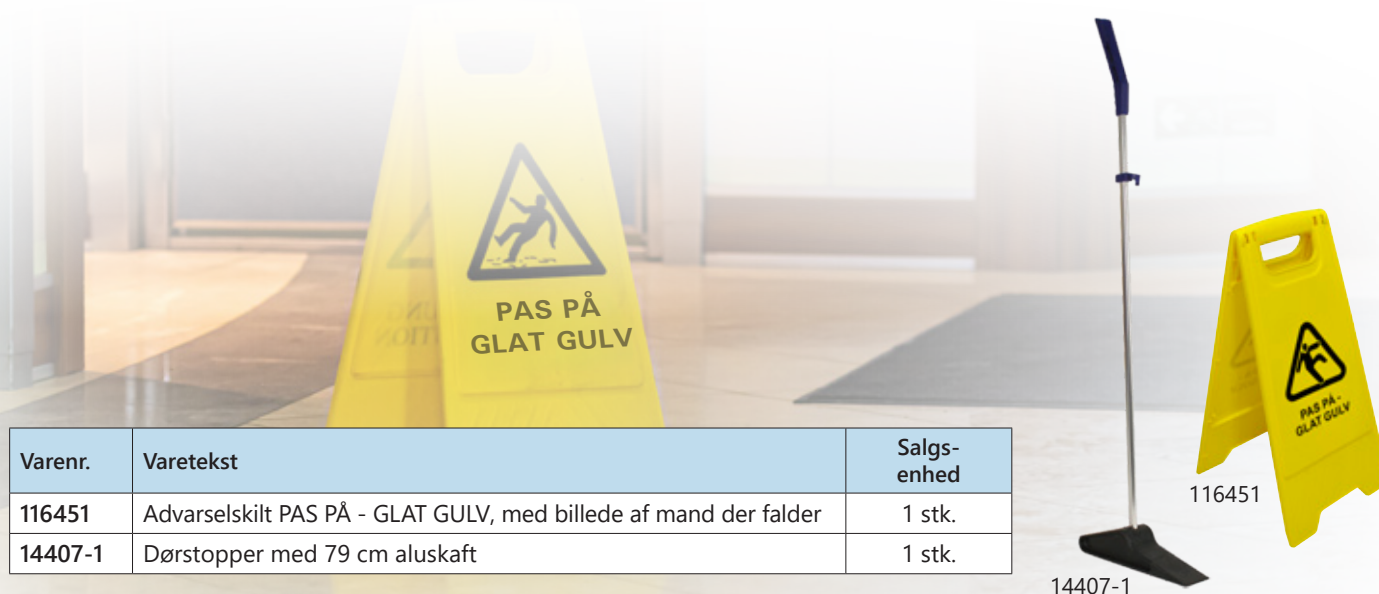 PAS PÅ
GLAT GULV
PAS PÅ -
GLAT GULV
116451
14407-1
Varenr. Varetekst Salgs-
enhed
116451 Advarselskilt PAS PÅ - GLAT GULV, med billede af mand der falder 1 stk.
14407-1 Dørstopper med 79 cm aluskaft 1 stk.